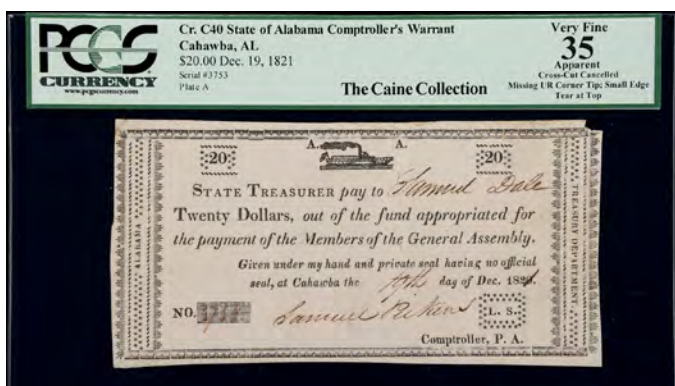 PCGS
CURRENCY
www.pcgscurrency.com
Cr. C40 State of Alabama Comptroller's Warrant
Cahawba, AL
$20.00 Dec. 19, 1821
Serial #3753
Plate A
The Caine Collection
Very Fine
35
Apparent
Cross-Cut Cancelled
Missing UR Corner Tip; Small Edge
Tear at Top
A. A.
20 20
STATE TREASURER pay to Samuel Dale
Twenty Dollars, out of the fund appropriated for
the payment of the Members of the General Assembly.
Given under my hand and private seal having no official
seal, at Cahawba the 19th day of Dec. 1821.
NO. Samuel Pickens L. S.
Comptroller, P. A.
ALABAMA
TREASURY DEPARTMENT.